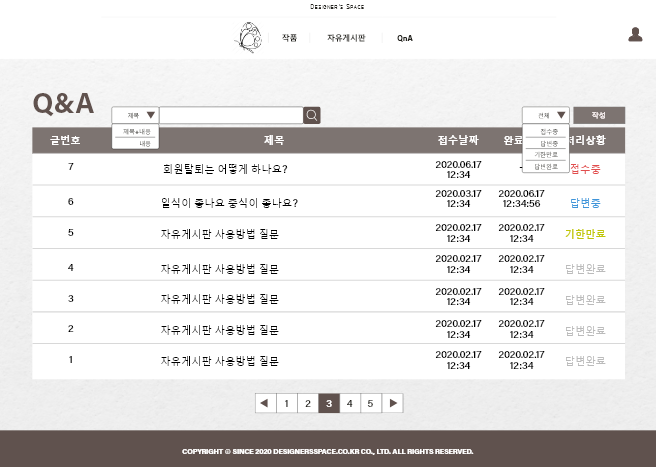 Designer's Space
작품 자유게시판 QnA
Q&A
제목 전체 작성
제목+내용 접수중
내용 답변중
기한만료
답변완료
글번호 제목 접수날짜 완료 처리상황
7 회원탈퇴는 어떻게 하나요? 2020.06.17 - 접수중
12:34
6 일식이 좋나요 중식이 좋나요? 2020.03.17 2020.06.17 답변중
12:34 12:34:56
5 자유게시판 사용방법 질문 2020.02.17 2020.02.17 기한만료
12:34 12:34
4 자유게시판 사용방법 질문 2020.02.17 2020.02.17 답변완료
12:34 12:34
3 자유게시판 사용방법 질문 2020.02.17 2020.02.17 답변완료
12:34 12:34
2 자유게시판 사용방법 질문 2020.02.17 2020.02.17 답변완료
12:34 12:34
1 자유게시판 사용방법 질문 2020.02.17 2020.02.17 답변완료
12:34 12:34
1 2 3 4 5
COPYRIGHT © SINCE 2020 DESIGNERSSPACE.CO.KR CO., LTD. ALL RIGHTS RESERVED.